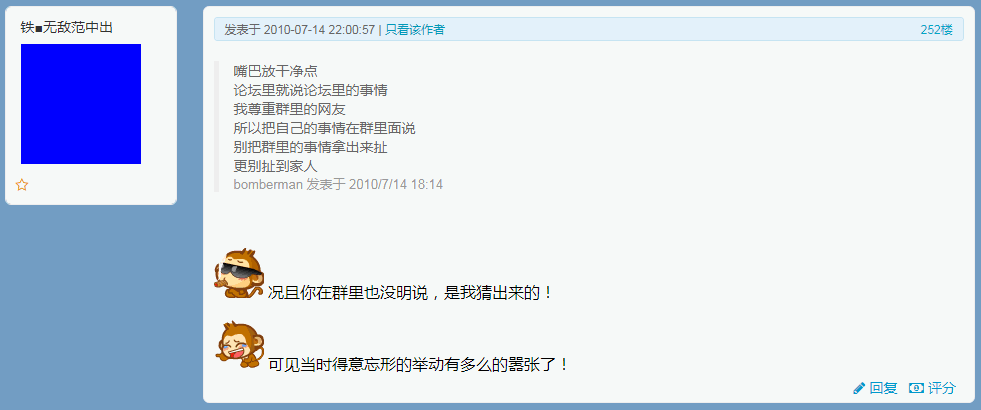 铁■无敌范中出
发表于 2010-07-14 22:00:57 | 只看该作者 252楼
嘴巴放干净点
论坛里就说论坛里的事情
我尊重群里的网友
所以把自己的事情在群里面说
别把群里的事情拿出来扯
更别扯到家人
bomberman 发表于 2010/7/14 18:14
况且你在群里也没明说，是我猜出来的！
可见当时得意忘形的举动有多么的嚣张了！
回复 评分